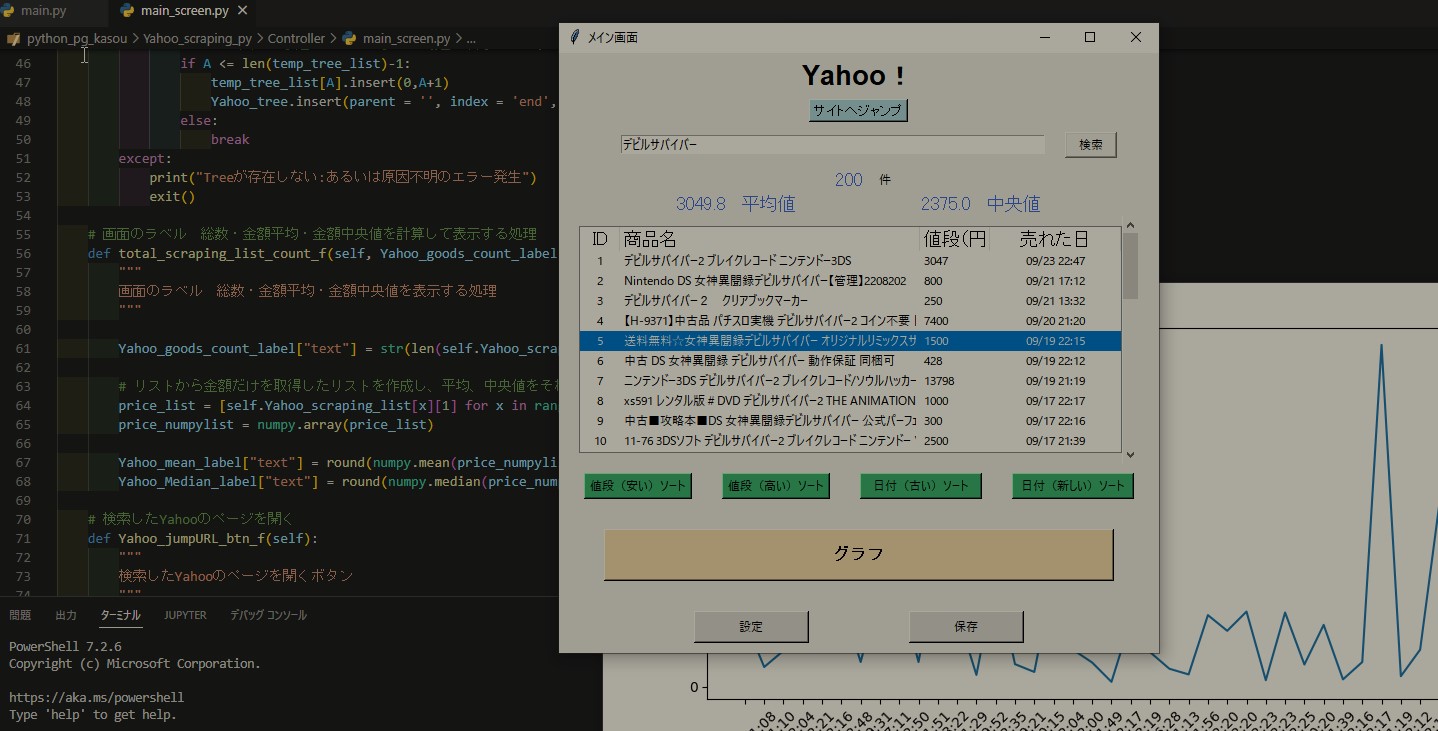 main.py
main_screen.py
python_pg_kasou > Yahoo_scraping_py > Controller > main_screen.py > ...
46
if A <= len(temp_tree_list)-1:
47
temp_tree_list[A].insert(0,A+1)
48
Yahoo_tree.insert(parent = '', index = 'end',
49
else:
50
break
51
except:
52
print("Treeが存在しない:あるいは原因不明のエラー発生")
53
exit()
54
55
# 画面のラベル　総数・金額平均・金額中央値を計算して表示する処理
56
def total_scraping_list_count_f(self, Yahoo_goods_count_label
57
"""
58
画面のラベル　総数・金額平均・金額中央値を表示する処理
59
"""
60
61
Yahoo_goods_count_label["text"] = str(len(self.Yahoo_scra
62
63
# リストから金額だけを取得したリストを作成し、平均、中央値をそれ
64
price_list = [self.Yahoo_scraping_list[x][1] for x in ran
65
price_numpylist = numpy.array(price_list)
66
67
Yahoo_mean_label["text"] = round(numpy.mean(price_numpyli
68
Yahoo_Median_label["text"] = round(numpy.median(price_num
69
70
# 検索したYahooのページを開く
71
def Yahoo_jumpURL_btn_f(self):
72
"""
73
検索したYahooのページを開くボタン
74
"""
問題 出力 ターミナル JUPYTER デバッグ コンソール
PowerShell 7.2.6
Copyright (c) Microsoft Corporation.
https://aka.ms/powershell
Type 'help' to get help.
メイン画面
Yahoo !
サイトへジャンプ
デビルサバイバー 検索
200 件
3049.8 平均値 2375.0 中央値
ID 商品名 値段(円 売れた日
1 デビルサバイバー2 ブレイクレコード ニンテンドー3DS 3047 09/23 22:47
2 Nintendo DS 女神異聞録デビルサバイバー【管理】2208202 800 09/21 17:12
3 デビルサバイバー２　クリアブックマーカー 250 09/21 13:32
4 【H-9371】中古品 パチスロ実機 デビルサバイバー2 コイン不要 7400 09/20 21:20
5 送料無料☆女神異聞録デビルサバイバー オリジナルリミックスサ 1500 09/19 22:15
6 中古 DS 女神異聞録 デビルサバイバー 動作保証 同梱可 428 09/19 22:12
7 ニンテンドー3DS デビルサバイバー2 ブレイクレコード/ソウルハッカー 13798 09/19 21:19
8 xs591 レンタル版＃DVD デビルサバイバー2 THE ANIMATION 1000 09/17 22:17
9 中古■攻略本■DS 女神異聞録デビルサバイバー 公式パーフェ 300 09/17 22:16
10 11-76 3DSソフト デビルサバイバー2 ブレイクレコード ニンテンドー 2500 09/17 21:39
値段（安い）ソート 値段（高い）ソート 日付（古い）ソート 日付（新しい）ソート
グラフ
設定 保存
0